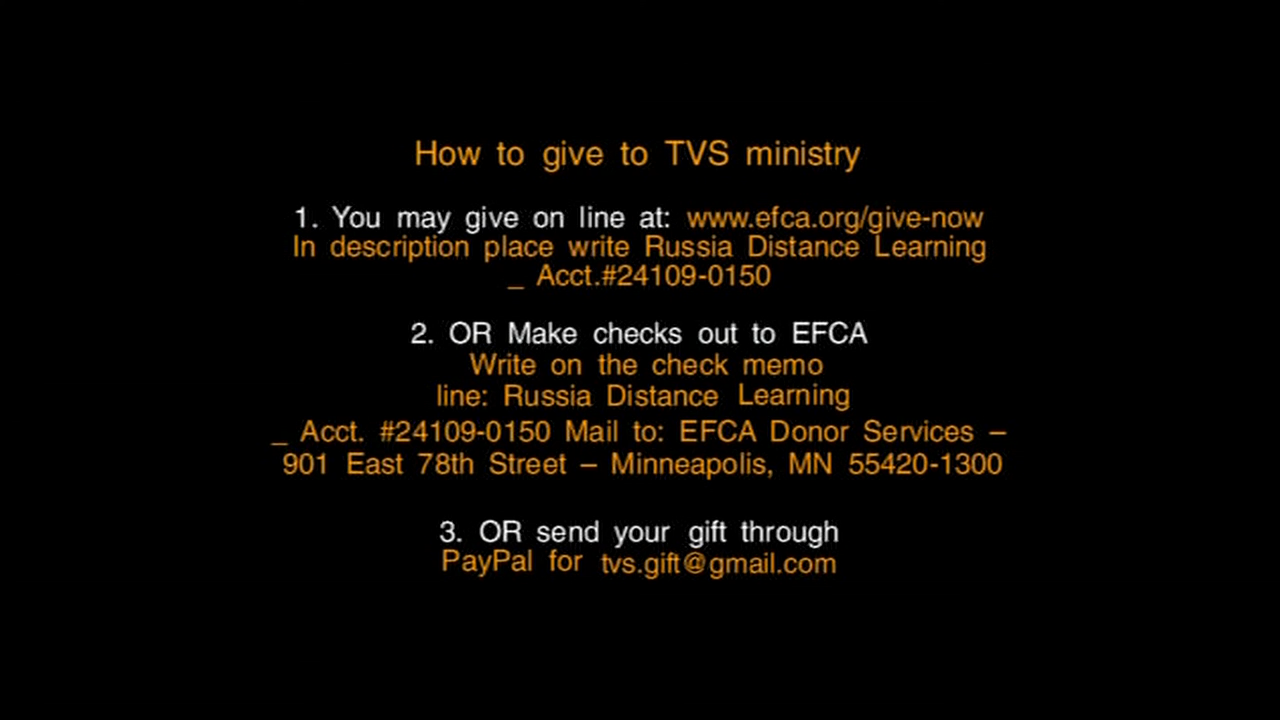 How to give to TVS ministry
1. You may give on line at: www.efca.org/give-now
In description place write Russia Distance Learning
_ Acct.#24109-0150
2. OR Make checks out to EFCA
Write on the check memo
line: Russia Distance Learning
_ Acct. #24109-0150 Mail to: EFCA Donor Services –
901 East 78th Street – Minneapolis, MN 55420-1300
3. OR send your gift through
PayPal for tvs.gift@gmail.com